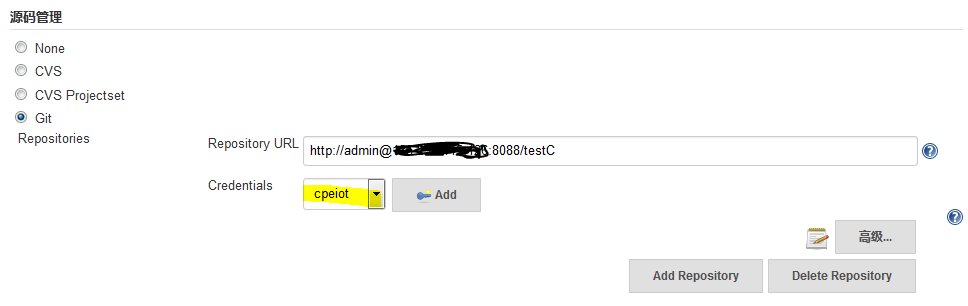 源码管理
None
CVS
CVS Projectset
Git
Repositories
Repository URL http://admin@ :8088/testC
Credentials cpeiot Add
高级...
Add Repository Delete Repository